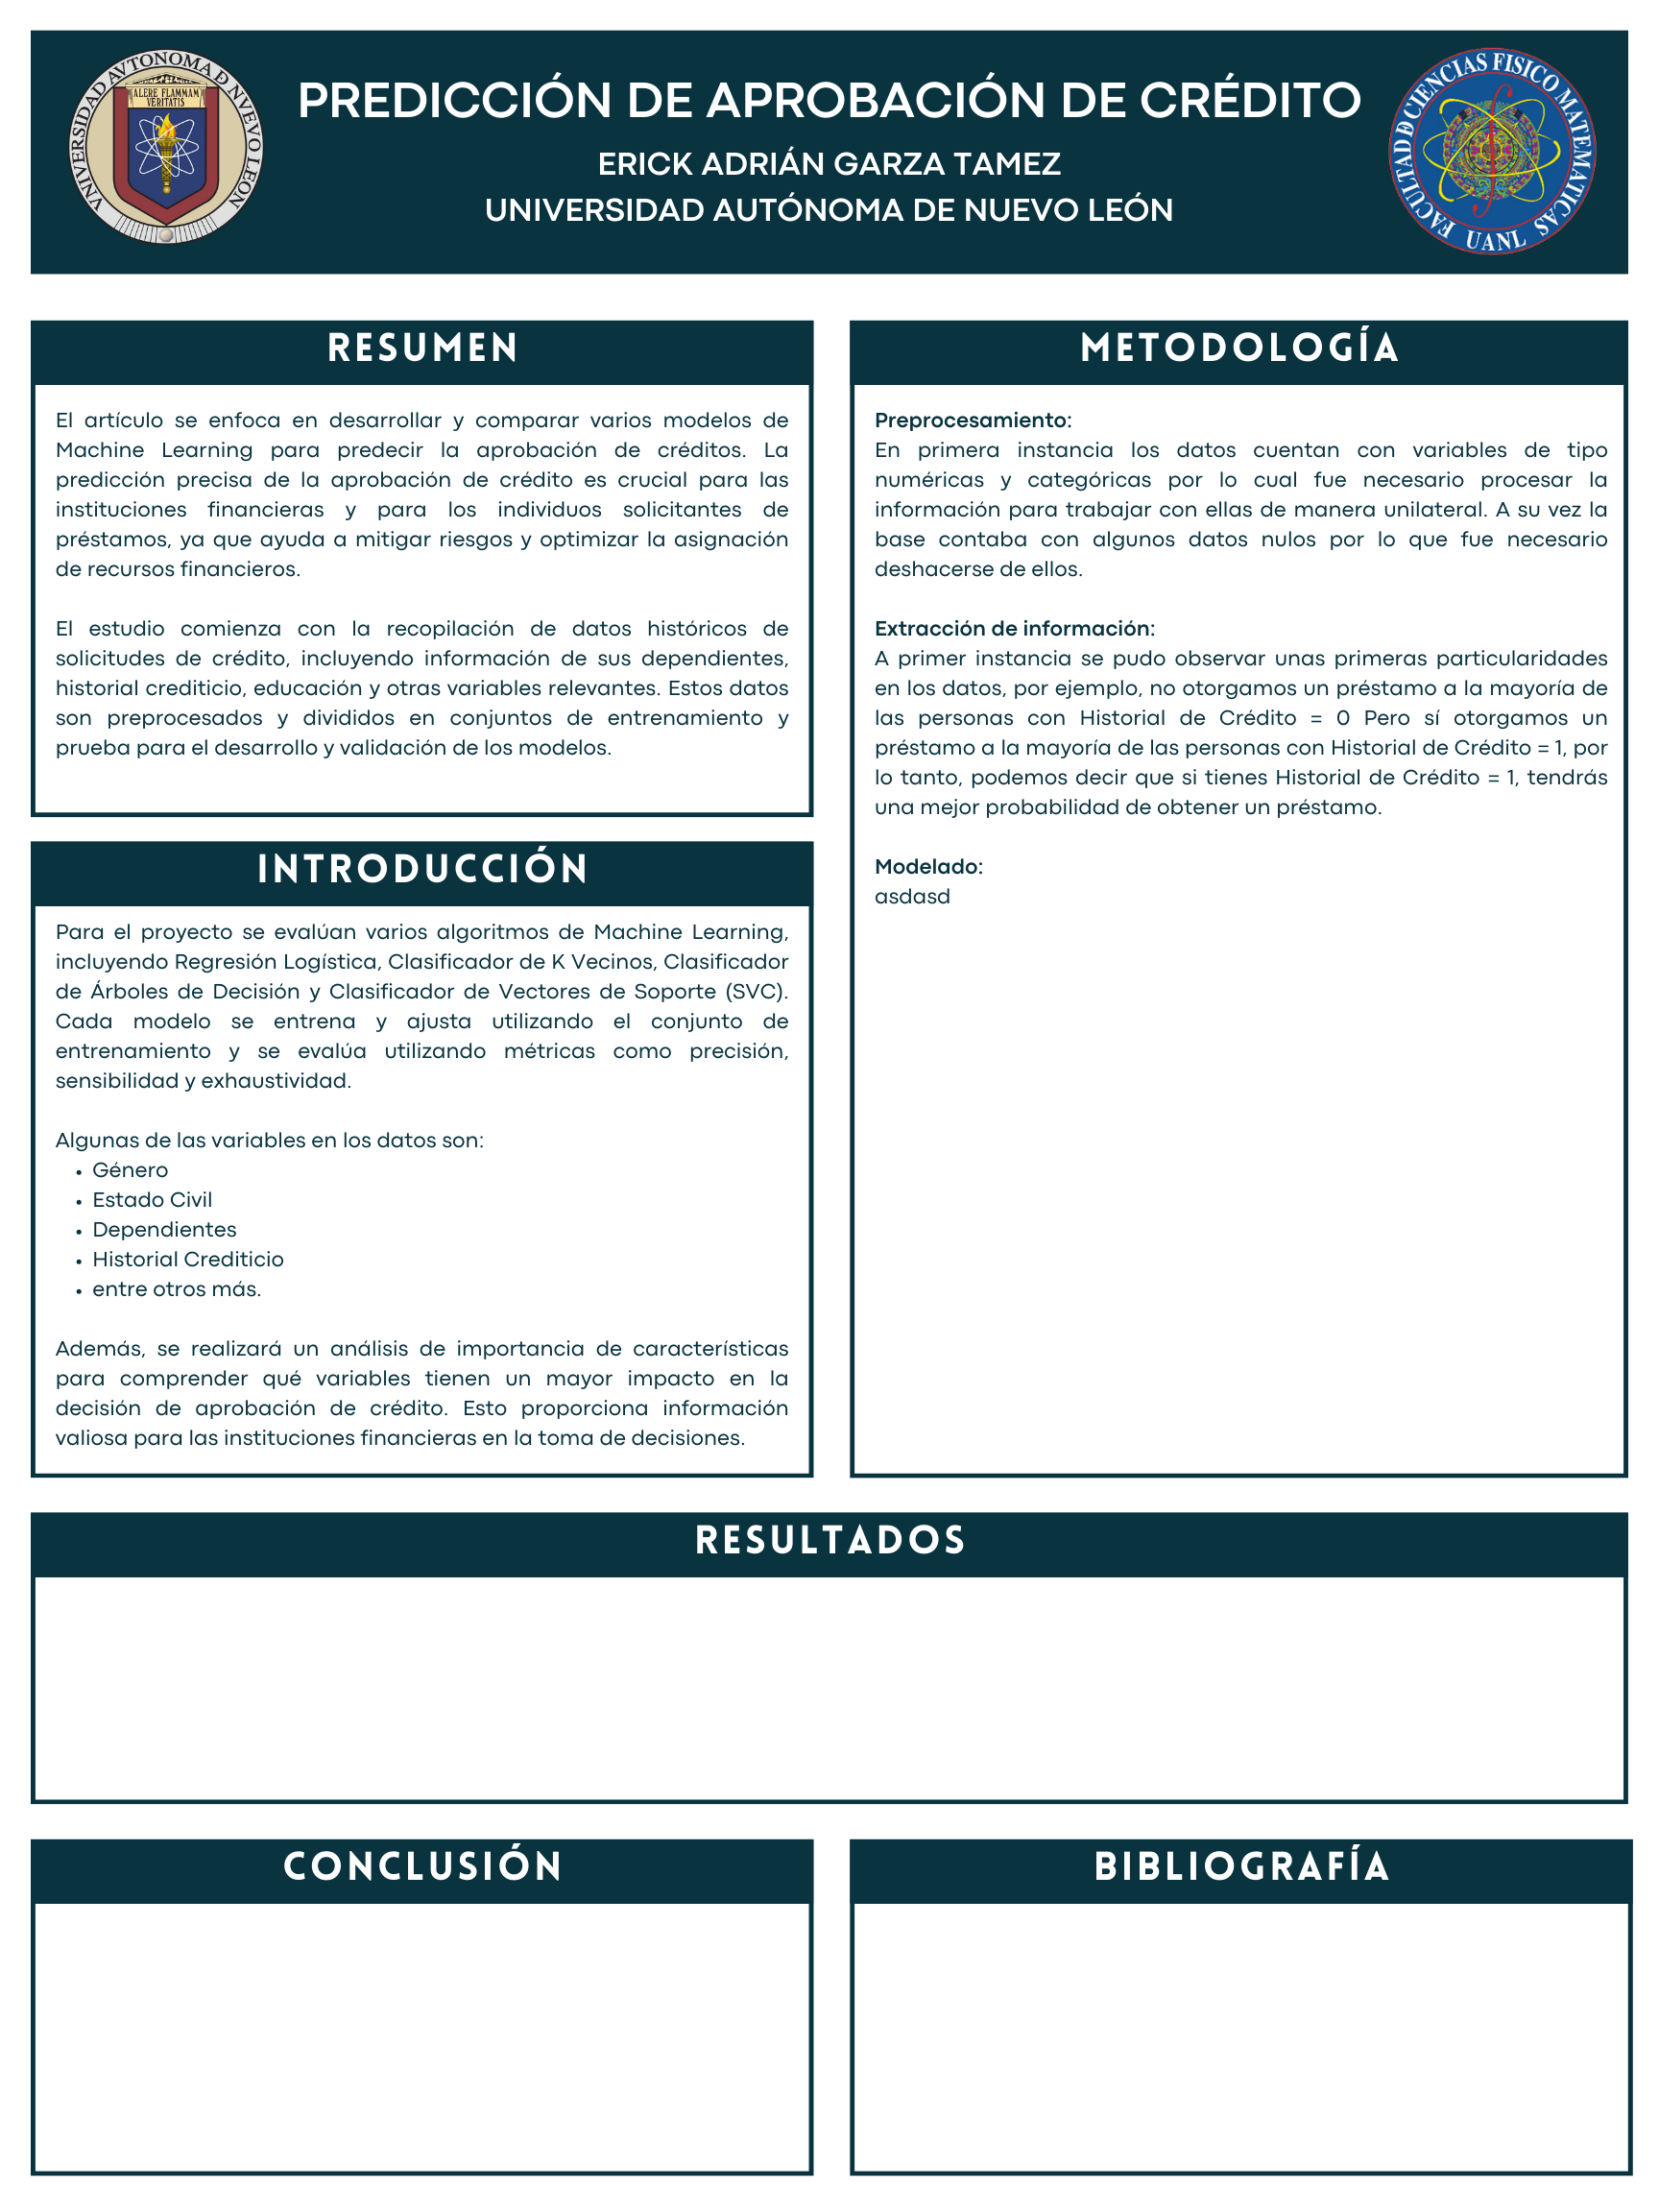 UNIVERSIDAD AVTONOMA DE NVEVO LEON
ALERE FLAMMAM
VERITATIS
PREDICCIÓN DE APROBACIÓN DE CRÉDITO
ERICK ADRIÁN GARZA TAMEZ
UNIVERSIDAD AUTÓNOMA DE NUEVO LEÓN
FACULTAD DE CIENCIAS FISICO MATEMATICAS
UANL
RESUMEN
El artículo se enfoca en desarrollar y comparar varios modelos de
Machine Learning para predecir la aprobación de créditos. La
predicción precisa de la aprobación de crédito es crucial para las
instituciones financieras y para los individuos solicitantes de
préstamos, ya que ayuda a mitigar riesgos y optimizar la asignación
de recursos financieros.
El estudio comienza con la recopilación de datos históricos de
solicitudes de crédito, incluyendo información de sus dependientes,
historial crediticio, educación y otras variables relevantes. Estos datos
son preprocesados y divididos en conjuntos de entrenamiento y
prueba para el desarrollo y validación de los modelos.
INTRODUCCIÓN
Para el proyecto se evalúan varios algoritmos de Machine Learning,
incluyendo Regresión Logística, Clasificador de K Vecinos, Clasificador
de Árboles de Decisión y Clasificador de Vectores de Soporte (SVC).
Cada modelo se entrena y ajusta utilizando el conjunto de
entrenamiento y se evalúa utilizando métricas como precisión,
sensibilidad y exhaustividad.
Algunas de las variables en los datos son:
• Género
• Estado Civil
• Dependientes
• Historial Crediticio
• entre otros más.
Además, se realizará un análisis de importancia de características
para comprender qué variables tienen un mayor impacto en la
decisión de aprobación de crédito. Esto proporciona información
valiosa para las instituciones financieras en la toma de decisiones.
METODOLOGÍA
Preprocesamiento:
En primera instancia los datos cuentan con variables de tipo
numéricas y categóricas por lo cual fue necesario procesar la
información para trabajar con ellas de manera unilateral. A su vez la
base contaba con algunos datos nulos por lo que fue necesario
deshacerse de ellos.
Extracción de información:
A primer instancia se pudo observar unas primeras particularidades
en los datos, por ejemplo, no otorgamos un préstamo a la mayoría de
las personas con Historial de Crédito = 0 Pero sí otorgamos un
préstamo a la mayoría de las personas con Historial de Crédito = 1, por
lo tanto, podemos decir que si tienes Historial de Crédito = 1, tendrás
una mejor probabilidad de obtener un préstamo.
Modelado:
asdasd
RESULTADOS
CONCLUSIÓN
BIBLIOGRAFÍA